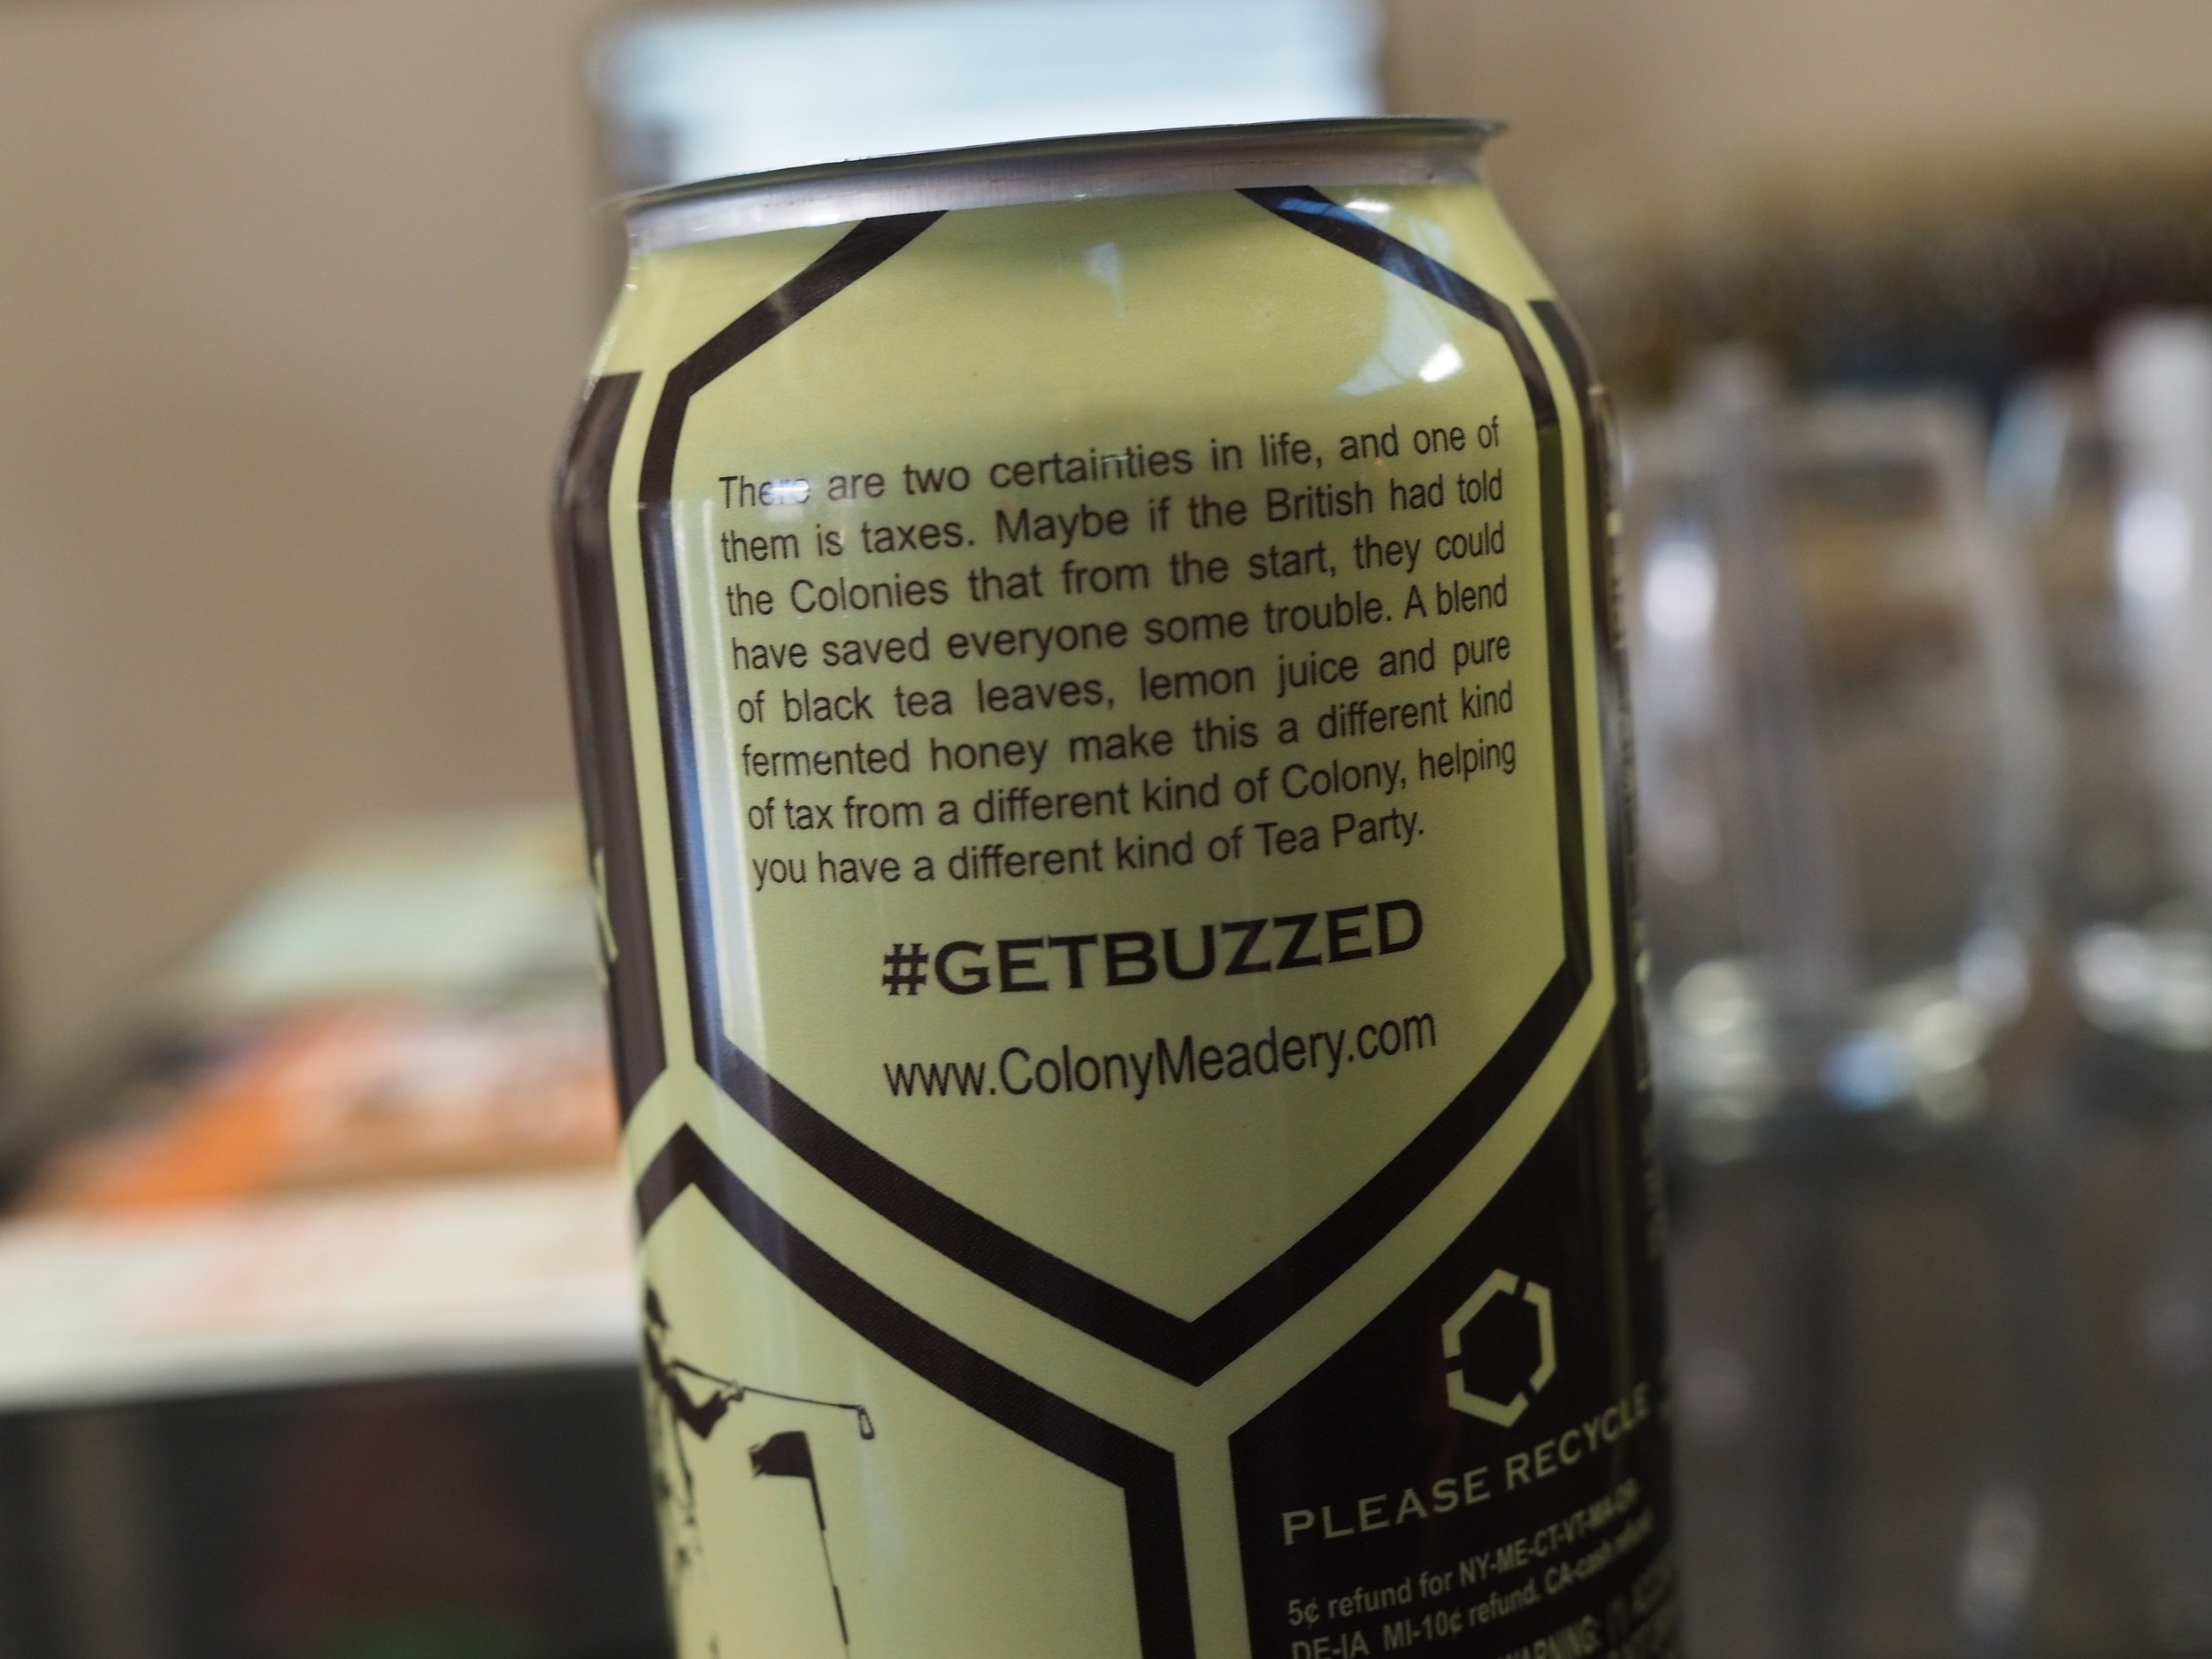 There are two certainties in life, and one of
them is taxes. Maybe if the British had told
the Colonies that from the start, they could
have saved everyone some trouble. A blend
of black tea leaves, lemon juice and pure
fermented honey make this a different kind
of tax from a different kind of Colony, helping
you have a different kind of Tea Party.
#GETBUZZED
www.ColonyMeadery.com
PLEASE RECYCLE
5¢ refund for NY-ME-CT-VT-MA-OR-
DE-IA MI-10¢ refund. CA-cash refund
WARNING: (1)